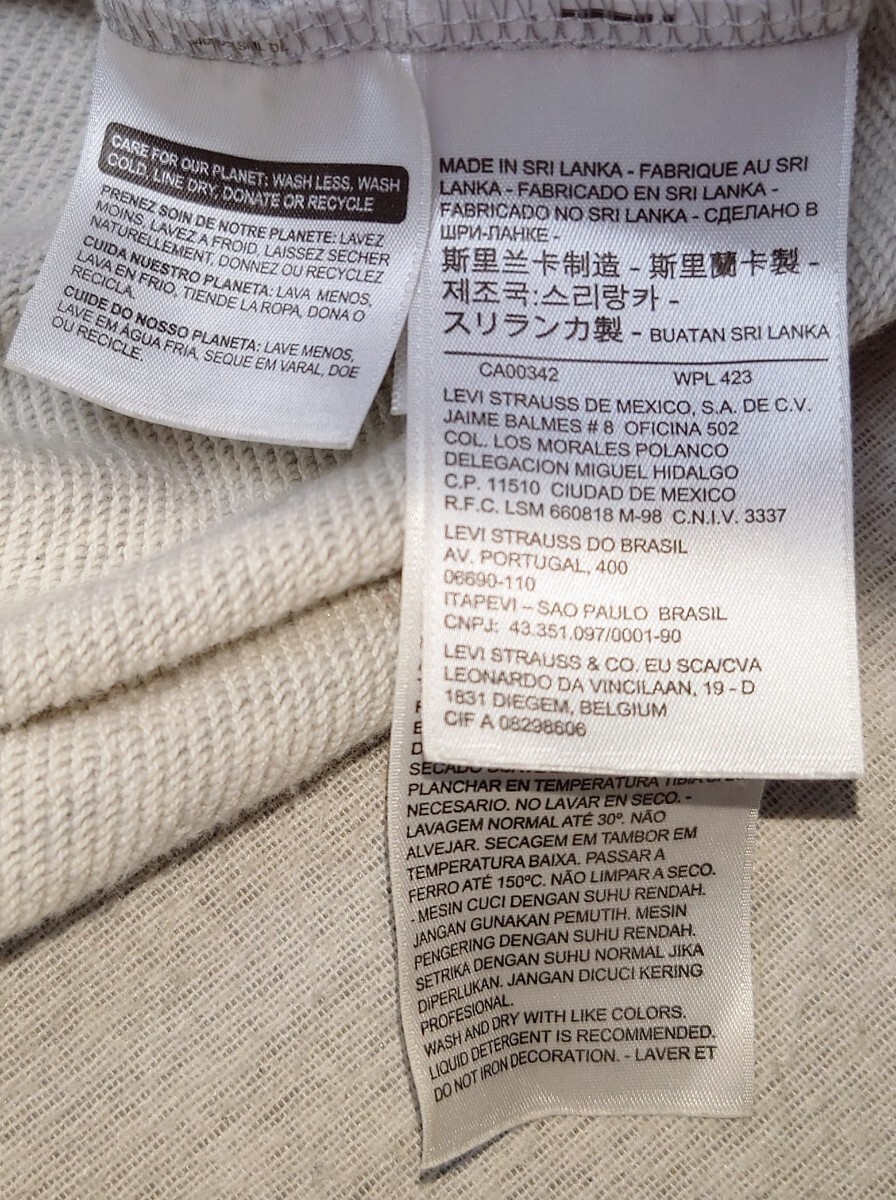 CARE FOR OUR PLANET: WASH LESS, WASH
COLD, LINE DRY, DONATE OR RECYCLE
PRENEZ SOIN DE NOTRE PLANETE: LAVEZ
MOINS, LAVEZ A FROID, LAISSEZ SECHER
NATURELLEMENT, DONNEZ OU RECYCLEZ
CUIDA NUESTRO PLANETA: LAVA MENOS,
LAVA EN FRIO, TIENDE LA ROPA, DONA O
RECICLA.
CUIDE DO NOSSO PLANETA: LAVE MENOS,
LAVE EM ÁGUA FRIA, SEQUE EM VARAL, DOE
OU RECICLE.
MADE IN SRI LANKA - FABRIQUE AU SRI
LANKA - FABRICADO EN SRI LANKA -
FABRICADO NO SRI LANKA - СДЕЛАНО В
ШРИ-ЛАНКЕ -
斯里兰卡制造 - 斯里蘭卡製 -
제조국:스리랑카 -
スリランカ製 - BUATAN SRI LANKA
CA00342 WPL 423
LEVI STRAUSS DE MEXICO, S.A. DE C.V.
JAIME BALMES # 8 OFICINA 502
COL. LOS MORALES POLANCO
DELEGACION MIGUEL HIDALGO
C.P. 11510 CIUDAD DE MEXICO
R.F.C. LSM 660818 M-98 C.N.I.V. 3337
LEVI STRAUSS DO BRASIL
AV. PORTUGAL, 400
06690-110
ITAPEVI – SAO PAULO BRASIL
CNPJ: 43.351.097/0001-90
LEVI STRAUSS & CO. EU SCA/CVA
LEONARDO DA VINCILAAN, 19 - D
1831 DIEGEM, BELGIUM
CIF A 08298606
SECADO
PLANCHAR EN TEMPERATURA TIBIA
NECESARIO. NO LAVAR EN SECO. -
LAVAGEM NORMAL ATÉ 30º. NÃO
ALVEJAR. SECAGEM EM TAMBOR EM
TEMPERATURA BAIXA. PASSAR A
FERRO ATÉ 150ºC. NÃO LIMPAR A SECO.
- MESIN CUCI DENGAN SUHU RENDAH.
JANGAN GUNAKAN PEMUTIH. MESIN
PENGERING DENGAN SUHU RENDAH.
SETRIKA DENGAN SUHU NORMAL JIKA
DiPERLUKAN. JANGAN DICUCI KERING
PROFESIONAL.
WASH AND DRY WITH LIKE COLORS.
LIQUID DETERGENT IS RECOMMENDED.
DO NOT IRON DECORATION. - LAVER ET